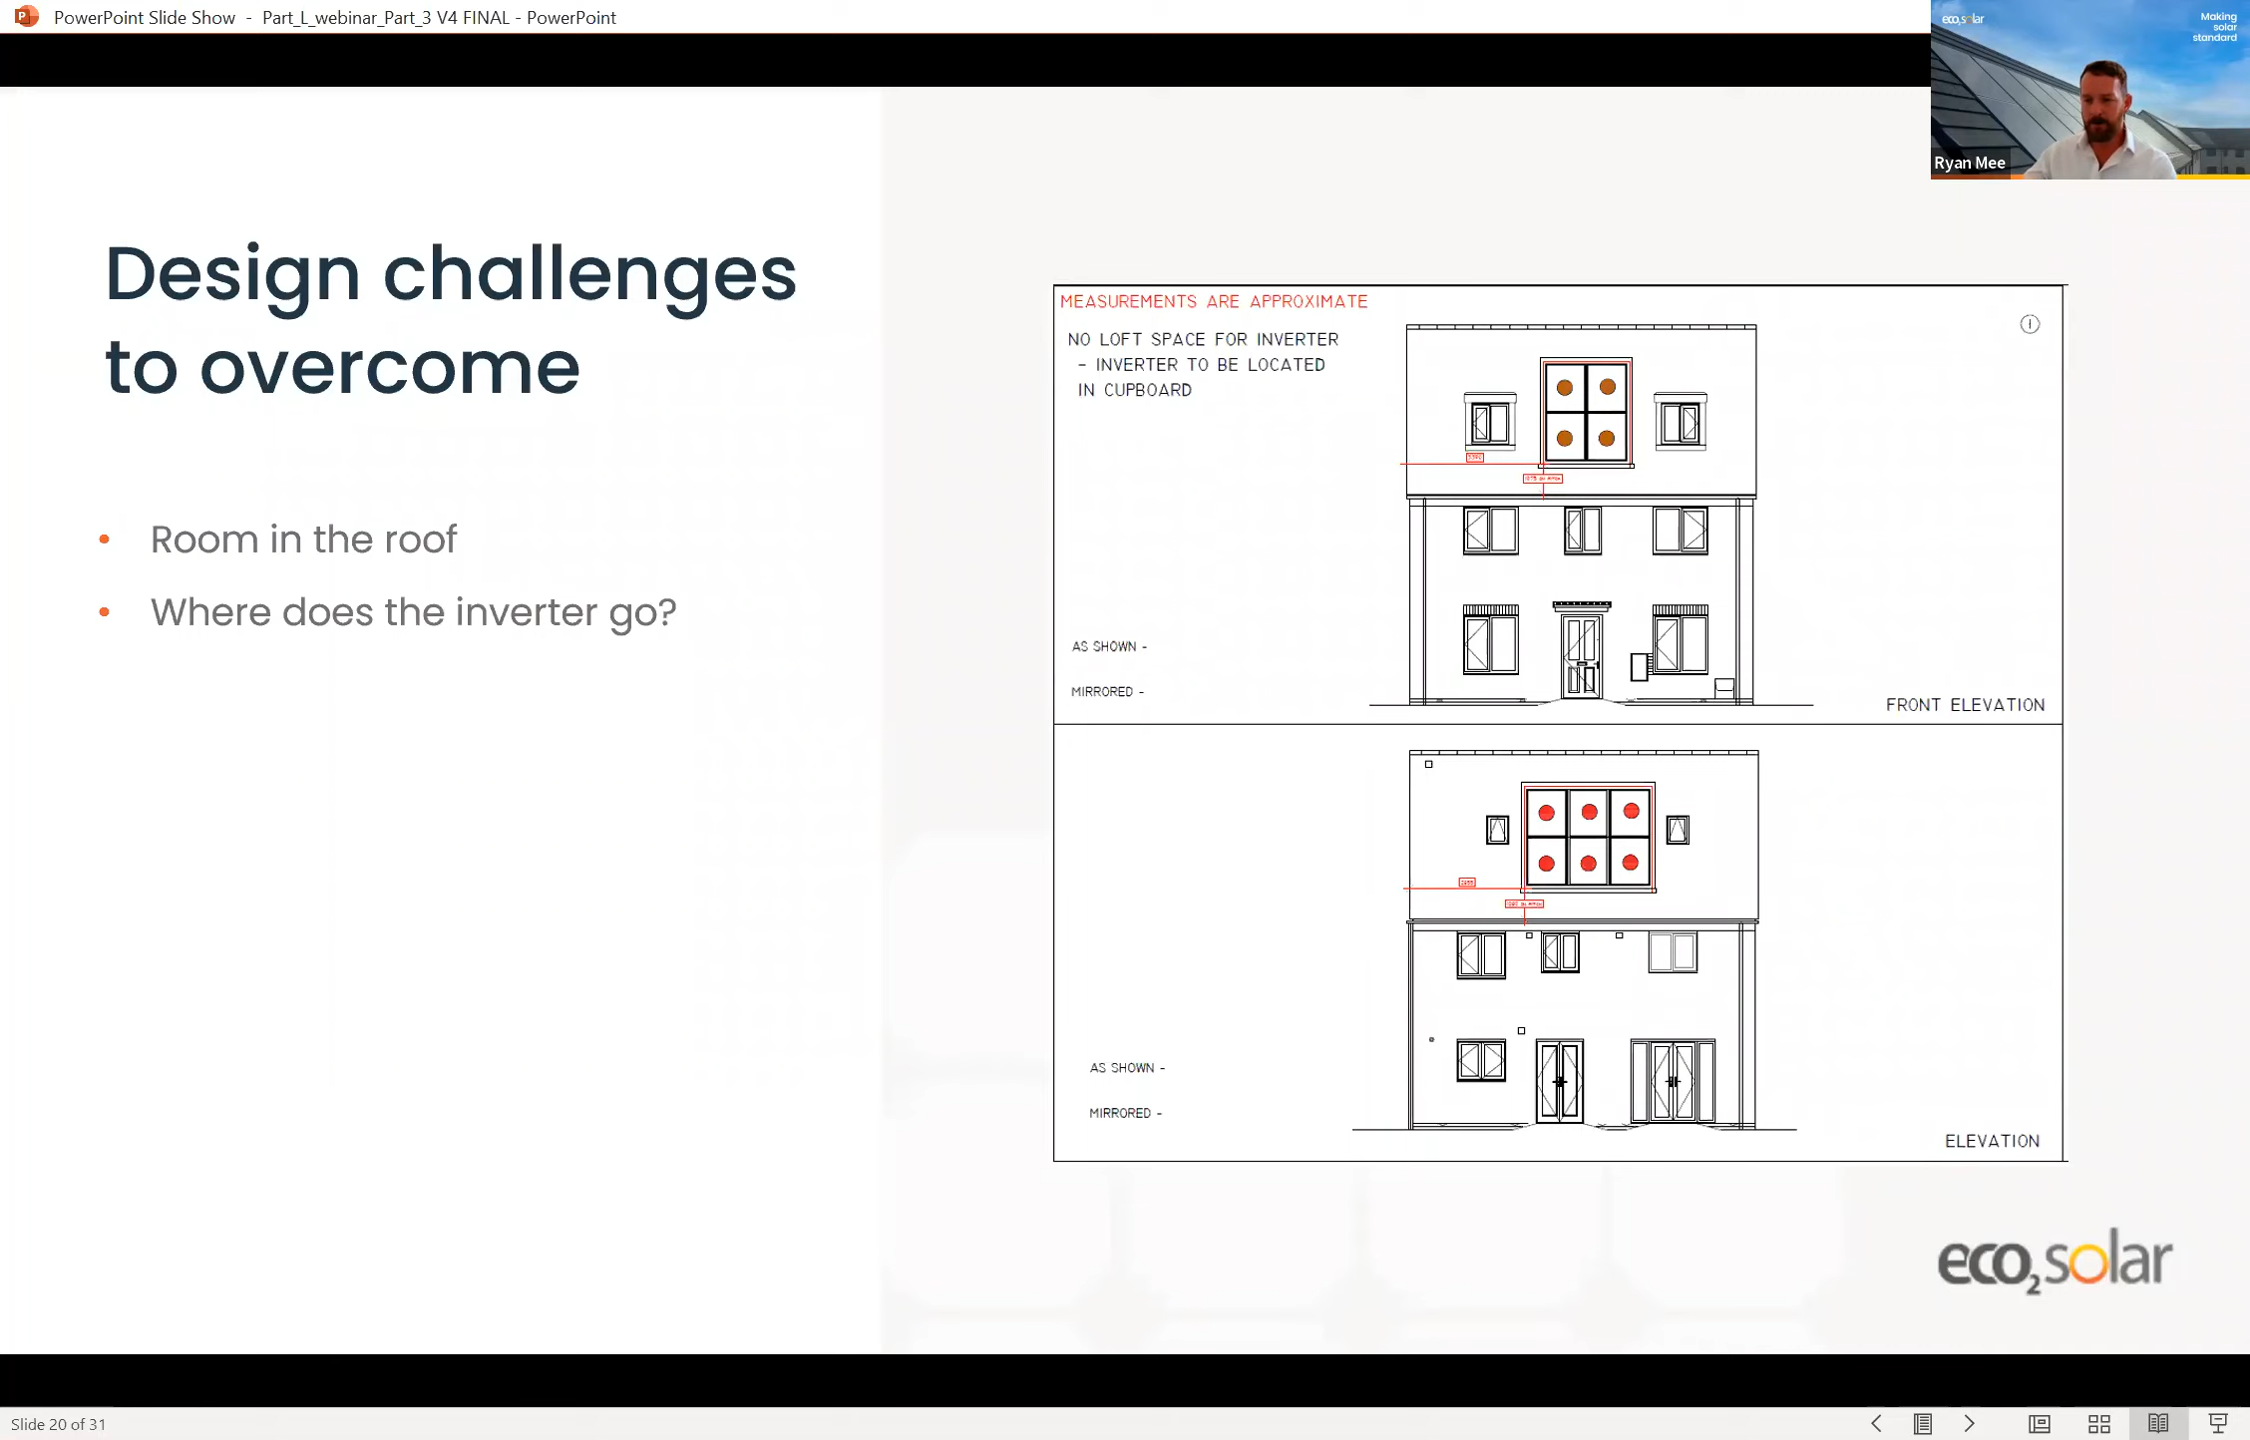 PowerPoint Slide Show - Part_L_webinar_Part_3 V4 FINAL - PowerPoint
eco2solar
Making
solar
standard
Ryan Mee
Design challenges
to overcome
• Room in the roof
• Where does the inverter go?
MEASUREMENTS ARE APPROXIMATE
NO LOFT SPACE FOR INVERTER
- INVERTER TO BE LOCATED
IN CUPBOARD
AS SHOWN -
MIRRORED -
FRONT ELEVATION
AS SHOWN -
MIRRORED -
ELEVATION
eco2solar
Slide 20 of 31